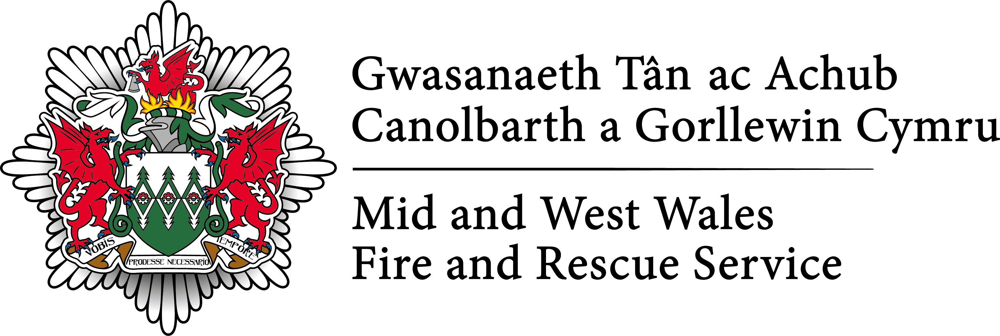 Gwasanaeth Tân ac Achub
Canolbarth a Gorllewin Cymru
Mid and West Wales
Fire and Rescue Service
VOBIS
PRODESSE NECESSARIO
TEMPORE